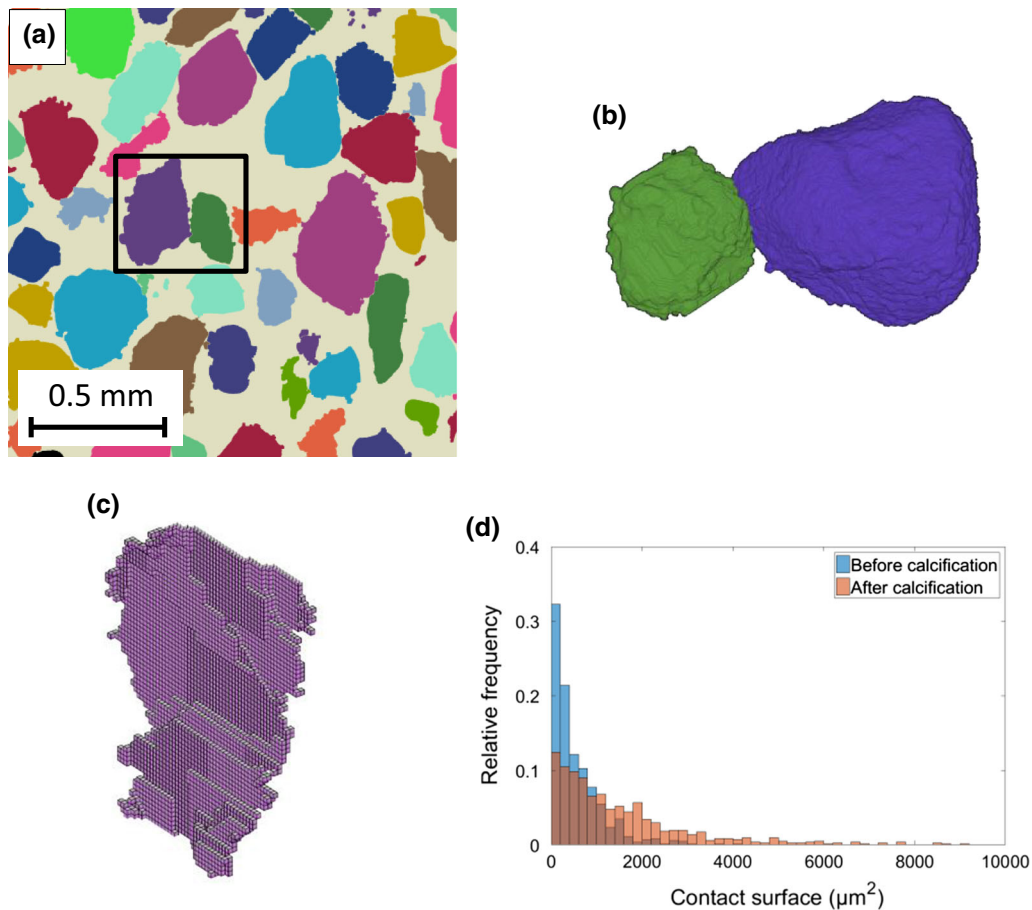 (a)
0.5 mm
(b)
(c)
(d)
Relative frequency
0.4
0.3
0.2
0.1
0
Before calcification
After calcification
0 2000 4000 6000 8000 10000
Contact surface (µm²)